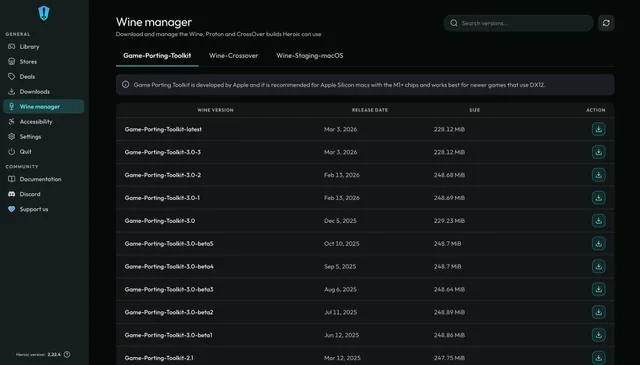 Wine manager
Download and manage the Wine, Proton and CrossOver builds Heroic can use
Search versions...
GENERAL
Library
Stores
Deals
Downloads
Wine manager
Accessibility
Settings
Quit
COMMUNITY
Documentation
Discord
Support us
Heroic version: 2.22.4
Game-Porting-Toolkit
Wine-Crossover
Wine-Staging-macOS
Game Porting Toolkit is developed by Apple and it is recommended for Apple Silicon macs with the M1+ chips and works best for newer games that use DX12.
WINE VERSION RELEASE DATE SIZE ACTION
Game-Porting-Toolkit-latest Mar 3, 2026 228.12 MiB
Game-Porting-Toolkit-3.0-3 Mar 3, 2026 228.12 MiB
Game-Porting-Toolkit-3.0-2 Feb 13, 2026 248.68 MiB
Game-Porting-Toolkit-3.0-1 Feb 13, 2026 248.69 MiB
Game-Porting-Toolkit-3.0 Dec 5, 2025 229.23 MiB
Game-Porting-Toolkit-3.0-beta5 Oct 10, 2025 248.7 MiB
Game-Porting-Toolkit-3.0-beta4 Sep 5, 2025 248.7 MiB
Game-Porting-Toolkit-3.0-beta3 Aug 6, 2025 248.64 MiB
Game-Porting-Toolkit-3.0-beta2 Jul 11, 2025 248.89 MiB
Game-Porting-Toolkit-3.0-beta1 Jun 12, 2025 248.86 MiB
Game-Porting-Toolkit-2.1 Mar 12, 2025 247.75 MiB